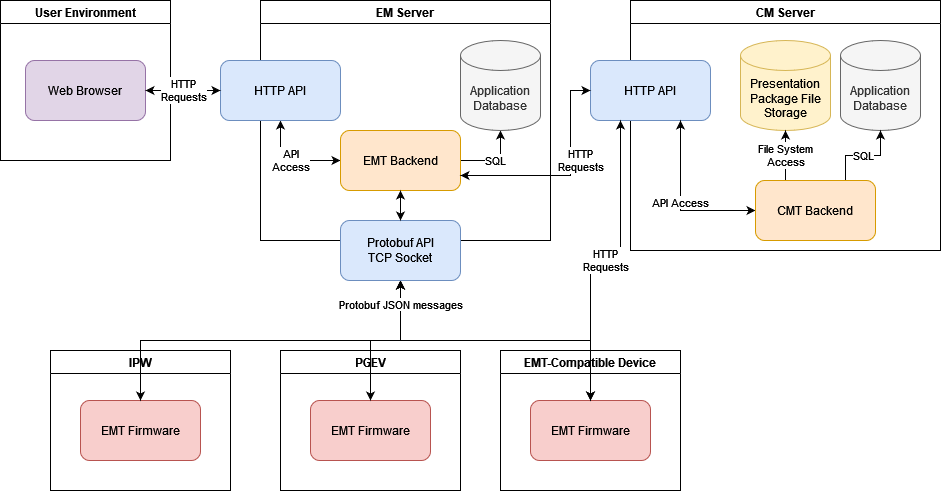 User Environment
EM Server
CM Server
Web Browser
HTTP
Requests
HTTP API
Application
Database
HTTP API
Presentation
Package File
Storage
Application
Database
API
Access
EMT Backend
SQL
HTTP
Requests
File System
Access
SQL
API Access
CMT Backend
Protobuf API
TCP Socket
HTTP
Requests
Protobuf JSON messages
IPW
PGEV
EMT-Compatible Device
EMT Firmware
EMT Firmware
EMT Firmware